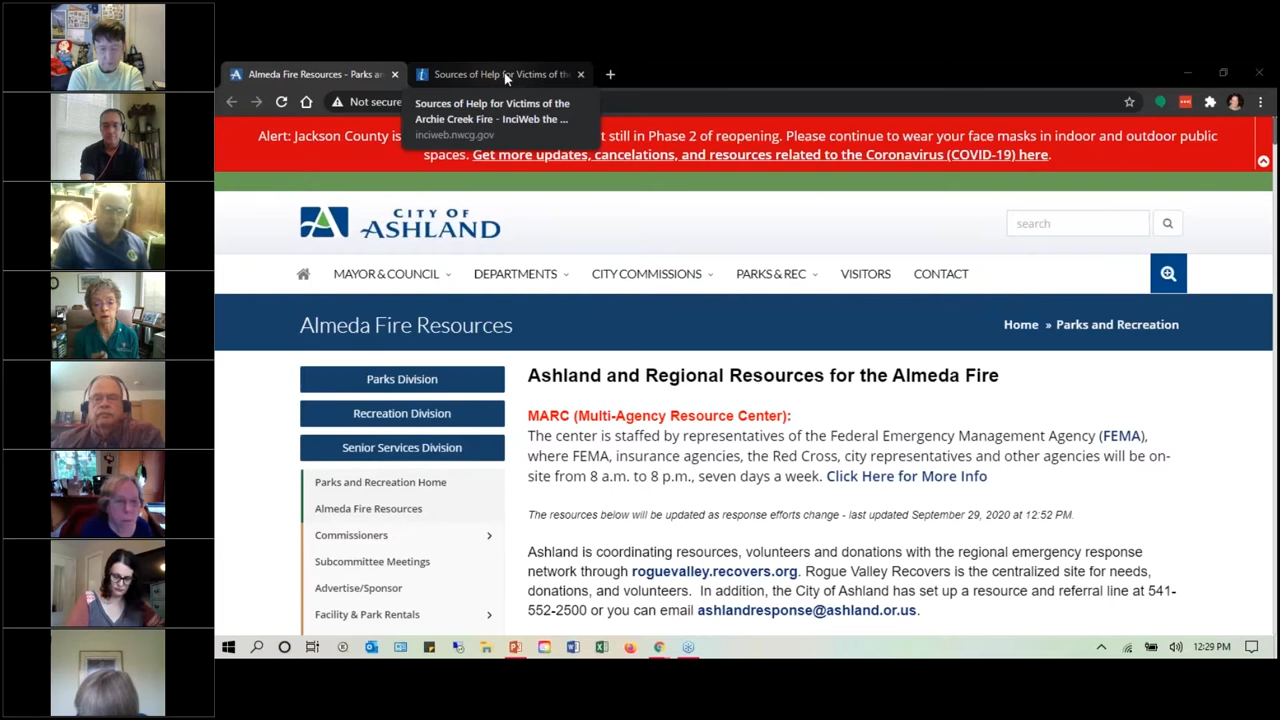 Almeda Fire Resources - Parks an
Sources of Help for Victims of th
Not secure
Sources of Help for Victims of the
Archie Creek Fire - InciWeb the ...
inciweb.nwcg.gov
Alert: Jackson County is still in Phase 2 of reopening. Please continue to wear your face masks in indoor and outdoor public
spaces. Get more updates, cancelations, and resources related to the Coronavirus (COVID-19) here.
CITY OF
ASHLAND
search
MAYOR & COUNCIL
DEPARTMENTS
CITY COMMISSIONS
PARKS & REC
VISITORS
CONTACT
Almeda Fire Resources
Home » Parks and Recreation
Parks Division
Recreation Division
Senior Services Division
Parks and Recreation Home
Almeda Fire Resources
Commissioners
Subcommittee Meetings
Advertise/Sponsor
Facility & Park Rentals
Ashland and Regional Resources for the Almeda Fire
MARC (Multi-Agency Resource Center):
The center is staffed by representatives of the Federal Emergency Management Agency (FEMA),
where FEMA, insurance agencies, the Red Cross, city representatives and other agencies will be on-
site from 8 a.m. to 8 p.m., seven days a week. Click Here for More Info
The resources below will be updated as response efforts change - last updated September 29, 2020 at 12:52 PM.
Ashland is coordinating resources, volunteers and donations with the regional emergency response
network through roguevalley.recovers.org. Rogue Valley Recovers is the centralized site for needs,
donations, and volunteers. In addition, the City of Ashland has set up a resource and referral line at 541-
552-2500 or you can email ashlandresponse@ashland.or.us.
12:29 PM